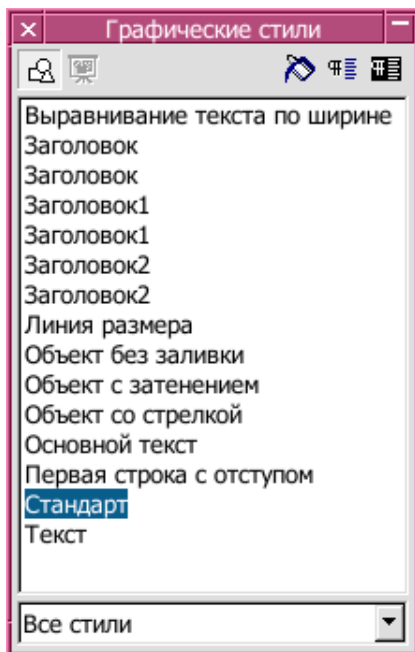 Графические стили
Выравнивание текста по ширине
Заголовок
Заголовок
Заголовок1
Заголовок1
Заголовок2
Заголовок2
Линия размера
Объект без заливки
Объект с затенением
Объект со стрелкой
Основной текст
Первая строка с отступом
Стандарт
Текст
Все стили